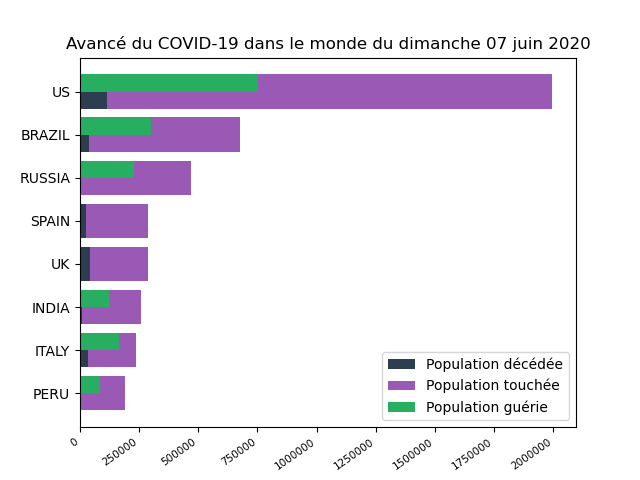 Avancé du COVID-19 dans le monde du dimanche 07 juin 2020
US
BRAZIL
RUSSIA
SPAIN
UK
INDIA
ITALY
PERU
Population décédée
Population touchée
Population guérie
0
250000
500000
750000
1000000
1250000
1500000
1750000
2000000